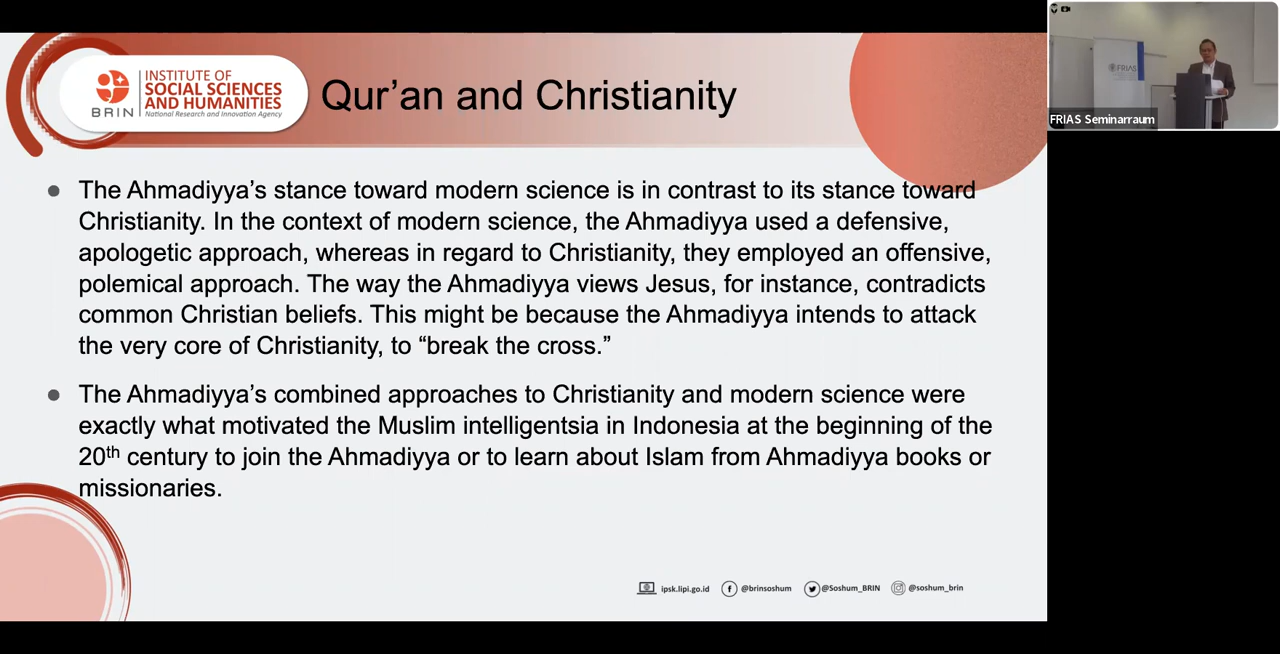 INSTITUTE OF
SOCIAL SCIENCES
AND HUMANITIES
BRIN
National Research and Innovation Agency
Qur’an and Christianity
FRIAS
FRIAS Seminarraum
The Ahmadiyya’s stance toward modern science is in contrast to its stance toward
Christianity. In the context of modern science, the Ahmadiyya used a defensive,
apologetic approach, whereas in regard to Christianity, they employed an offensive,
polemical approach. The way the Ahmadiyya views Jesus, for instance, contradicts
common Christian beliefs. This might be because the Ahmadiyya intends to attack
the very core of Christianity, to “break the cross.”
The Ahmadiyya’s combined approaches to Christianity and modern science were
exactly what motivated the Muslim intelligentsia in Indonesia at the beginning of the
20th century to join the Ahmadiyya or to learn about Islam from Ahmadiyya books or
missionaries.
ipsk.lipi.go.id @brinsoshum @Soshum_BRIN @soshum_brin